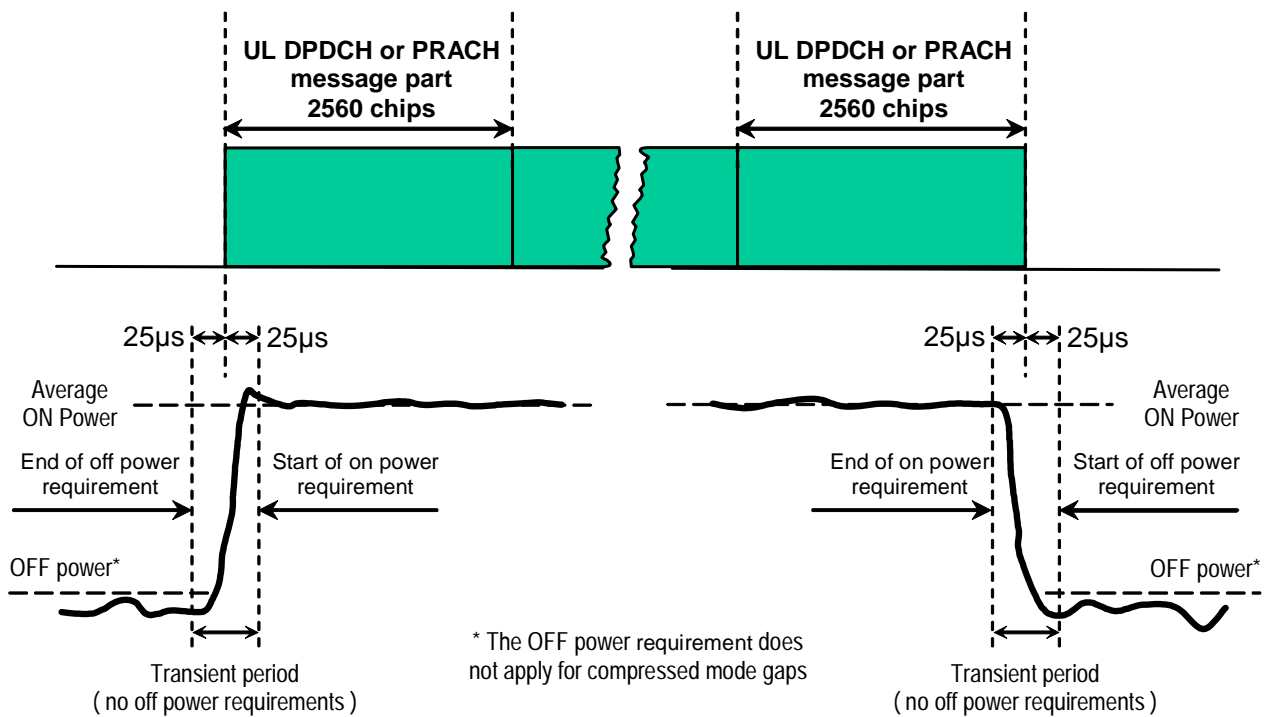 UL DPDCH or PRACH
message part
2560 chips
UL DPDCH or PRACH
message part
2560 chips
25µs
25µs
25µs
25µs
Average
ON Power
Average
ON Power
End of off power
requirement
Start of on power
requirement
End of on power
requirement
Start of off power
requirement
OFF power*
OFF power*
* The OFF power requirement does
not apply for compressed mode gaps
Transient period
( no off power requirements )
Transient period
( no off power requirements )